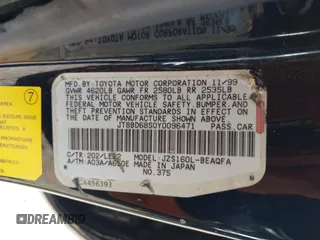 MFD. BY: TOYOTA MOTOR CORPORATION 11/99
GVWR 4620LB GAWR FR 2580LB RR 2535LB
THIS VEHICLE CONFORMS TO ALL APPLICABLE
FEDERAL MOTOR VEHICLE SAFETY, BUMPER, AND
THEFT PREVENTION STANDARDS IN EFFECT ON
THE DATE OF MANUFACTURE SHOWN ABOVE.
JT8BD68S0Y0096471 PASS.CAR
C/TR: 202/LE22 MODEL: JZS160L-BEAQFA
A/TM: A03A/A650E MADE IN JAPAN
NO.375
7